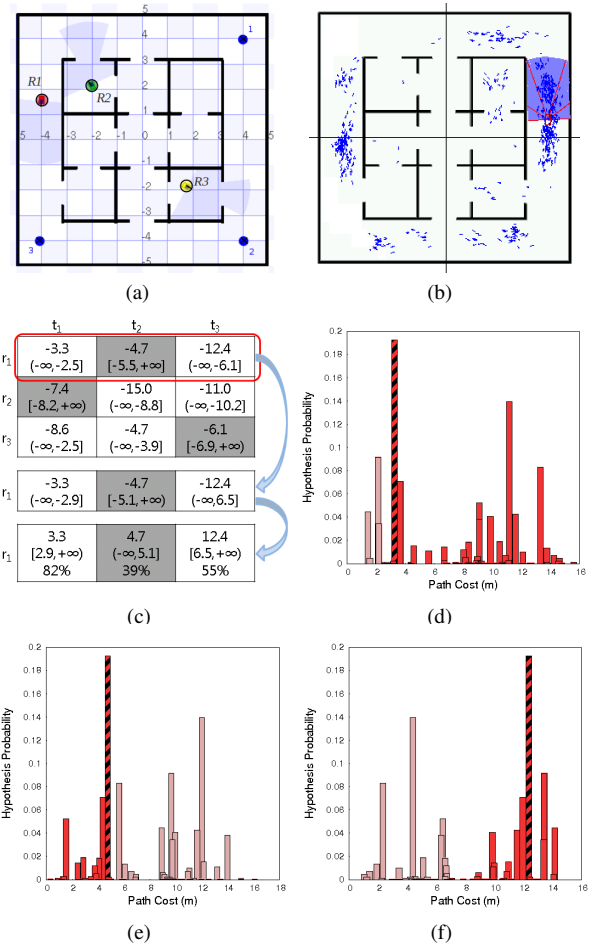 5
4
3
2
1
5 -4 -3 -2 -1 1 2 3 4 5
-1
-2
-3
-4
-5
R1
R2
R3
1
2
3
(a)
(b)
t1 t2 t3
r1 -3.3 -4.7 -12.4
(-∞,-2.5] [-5.5, +∞] (-∞,-6.1]
r2 -7.4 -15.0 -11.0
[-8.2,+∞) (-∞,-8.8] (-∞,-10.2]
r3 -8.6 -4.7 -6.1
(-∞,-2.5] (-∞,-3.9] [-6.9, +∞)
r1 -3.3 -4.7 -12.4
(-∞,-2.9] [-5.1, +∞) (-∞,6.5]
r1 3.3 4.7 12.4
[2.9, +∞) (-∞,5.1] [6.5, +∞)
82% 39% 55%
(c)
Hypothesis Probability
0.2
0.18
0.16
0.14
0.12
0.1
0.08
0.06
0.04
0.02
0
0 2 4 6 8 10 12 14 16
Path Cost (m)
(d)
Hypothesis Probability
0.2
0.18
0.16
0.14
0.12
0.1
0.08
0.06
0.04
0.02
0
0 2 4 6 8 10 12 14 16 18
Path Cost (m)
(e)
Hypothesis Probability
0.2
0.18
0.16
0.14
0.12
0.1
0.08
0.06
0.04
0.02
0
0 2 4 6 8 10 12 14 16 18
Path Cost (m)
(f)